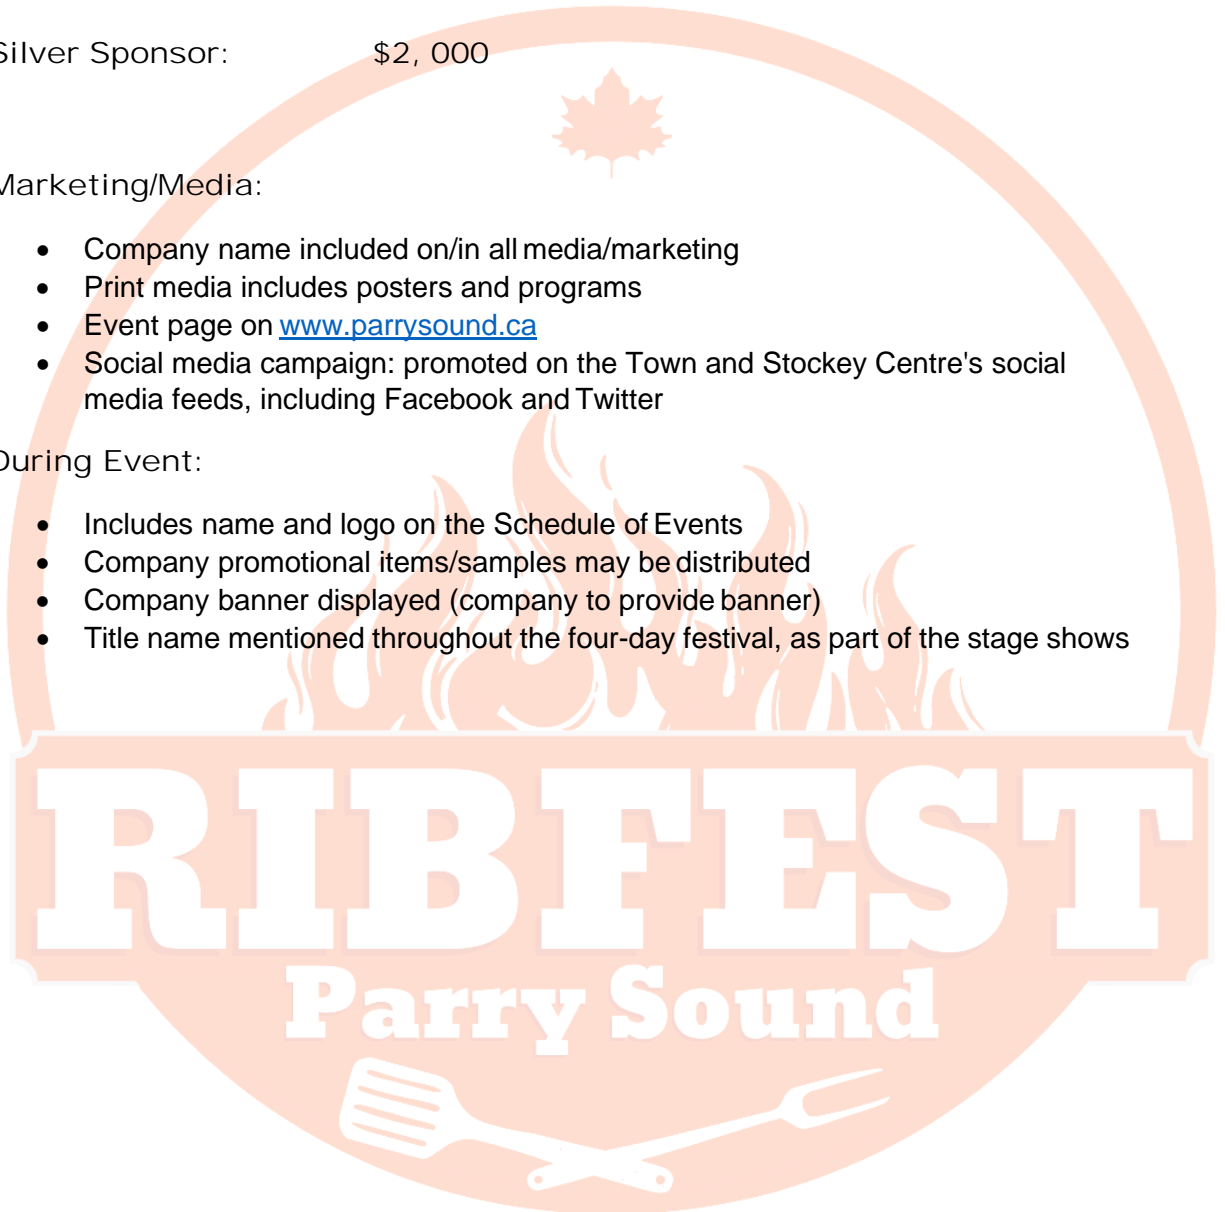 Silver Sponsor: $2, 000
Marketing/Media:
• Company name included on/in all media/marketing
• Print media includes posters and programs
• Event page on www.parrysound.ca
• Social media campaign: promoted on the Town and Stockey Centre's social
media feeds, including Facebook and Twitter
During Event:
• Includes name and logo on the Schedule of Events
• Company promotional items/samples may be distributed
• Company banner displayed (company to provide banner)
• Title name mentioned throughout the four-day festival, as part of the stage shows
RIBFEST
Parry Sound